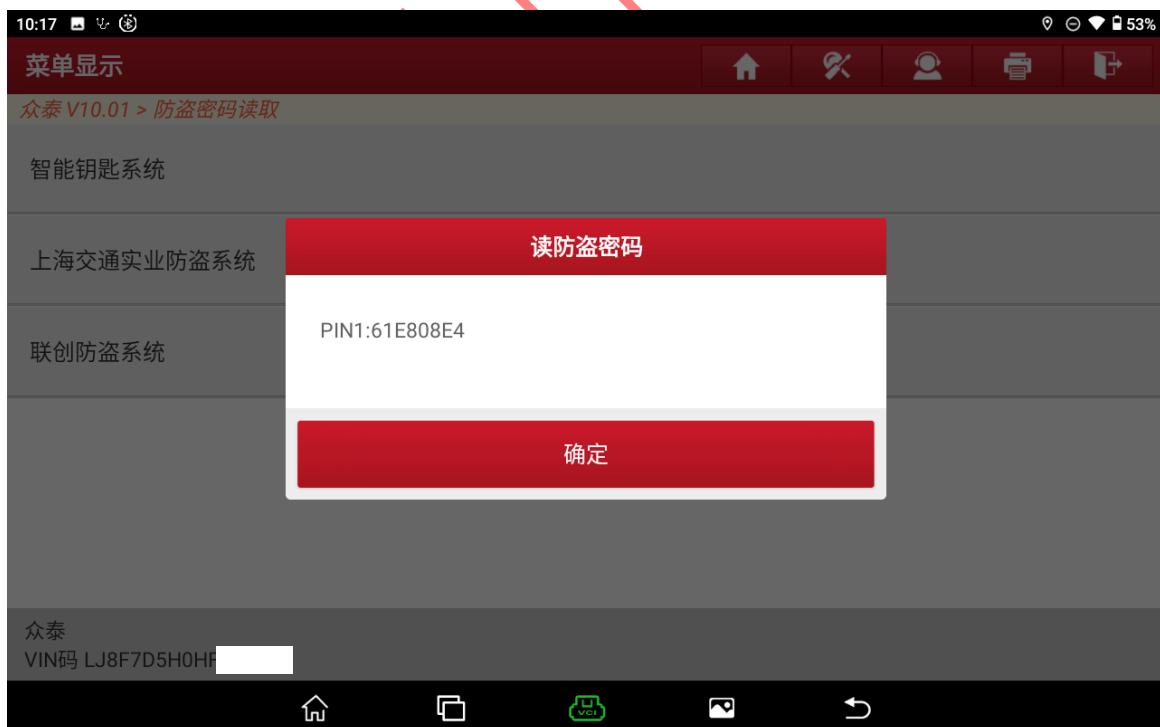 10:17
53%
菜单显示
众泰 V10.01 > 防盗密码读取
智能钥匙系统
上海交通实业防盗系统
联创防盗系统
读防盗密码
PIN1:61E808E4
确定
众泰
VIN码 LJ8F7D5H0H
VCI